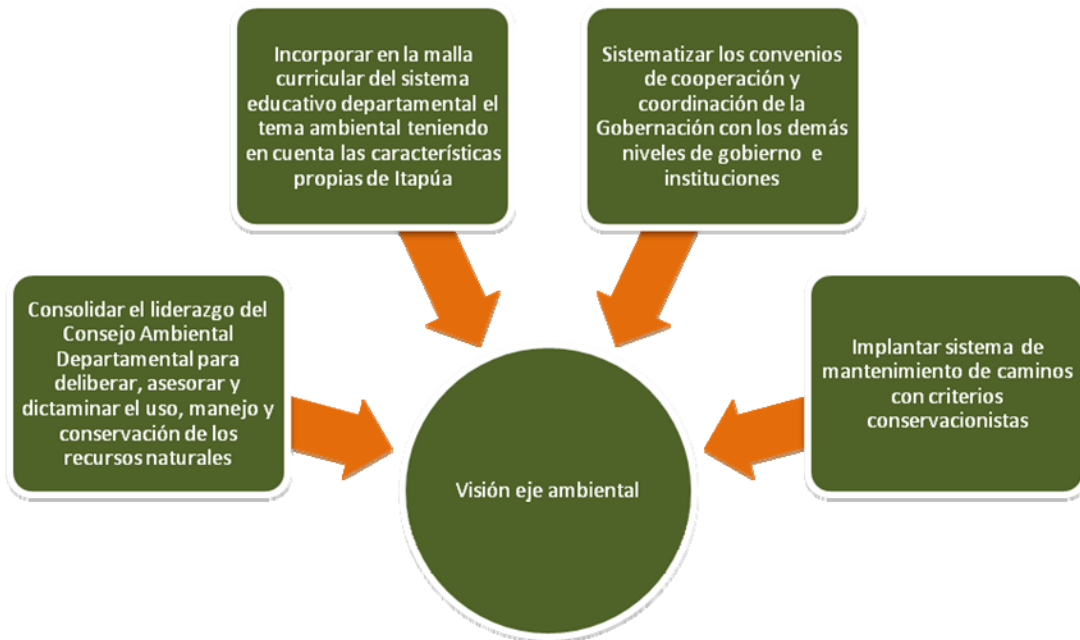 Incorporar en la malla
curricular del sistema
educativo departamental el
tema ambiental teniendo
en cuenta las características
propias de Itapúa
Sistematizar los convenios
de cooperación y
coordinación de la
Gobernación con los demás
niveles de gobierno e
instituciones
Consolidar el liderazgo del
Consejo Ambiental
Departamental para
deliberar, asesorar y
dictaminar el uso, manejo y
conservación de los
recursos naturales
Implantar sistema de
mantenimiento de caminos
con criterios
conservacionistas
Visión eje ambiental